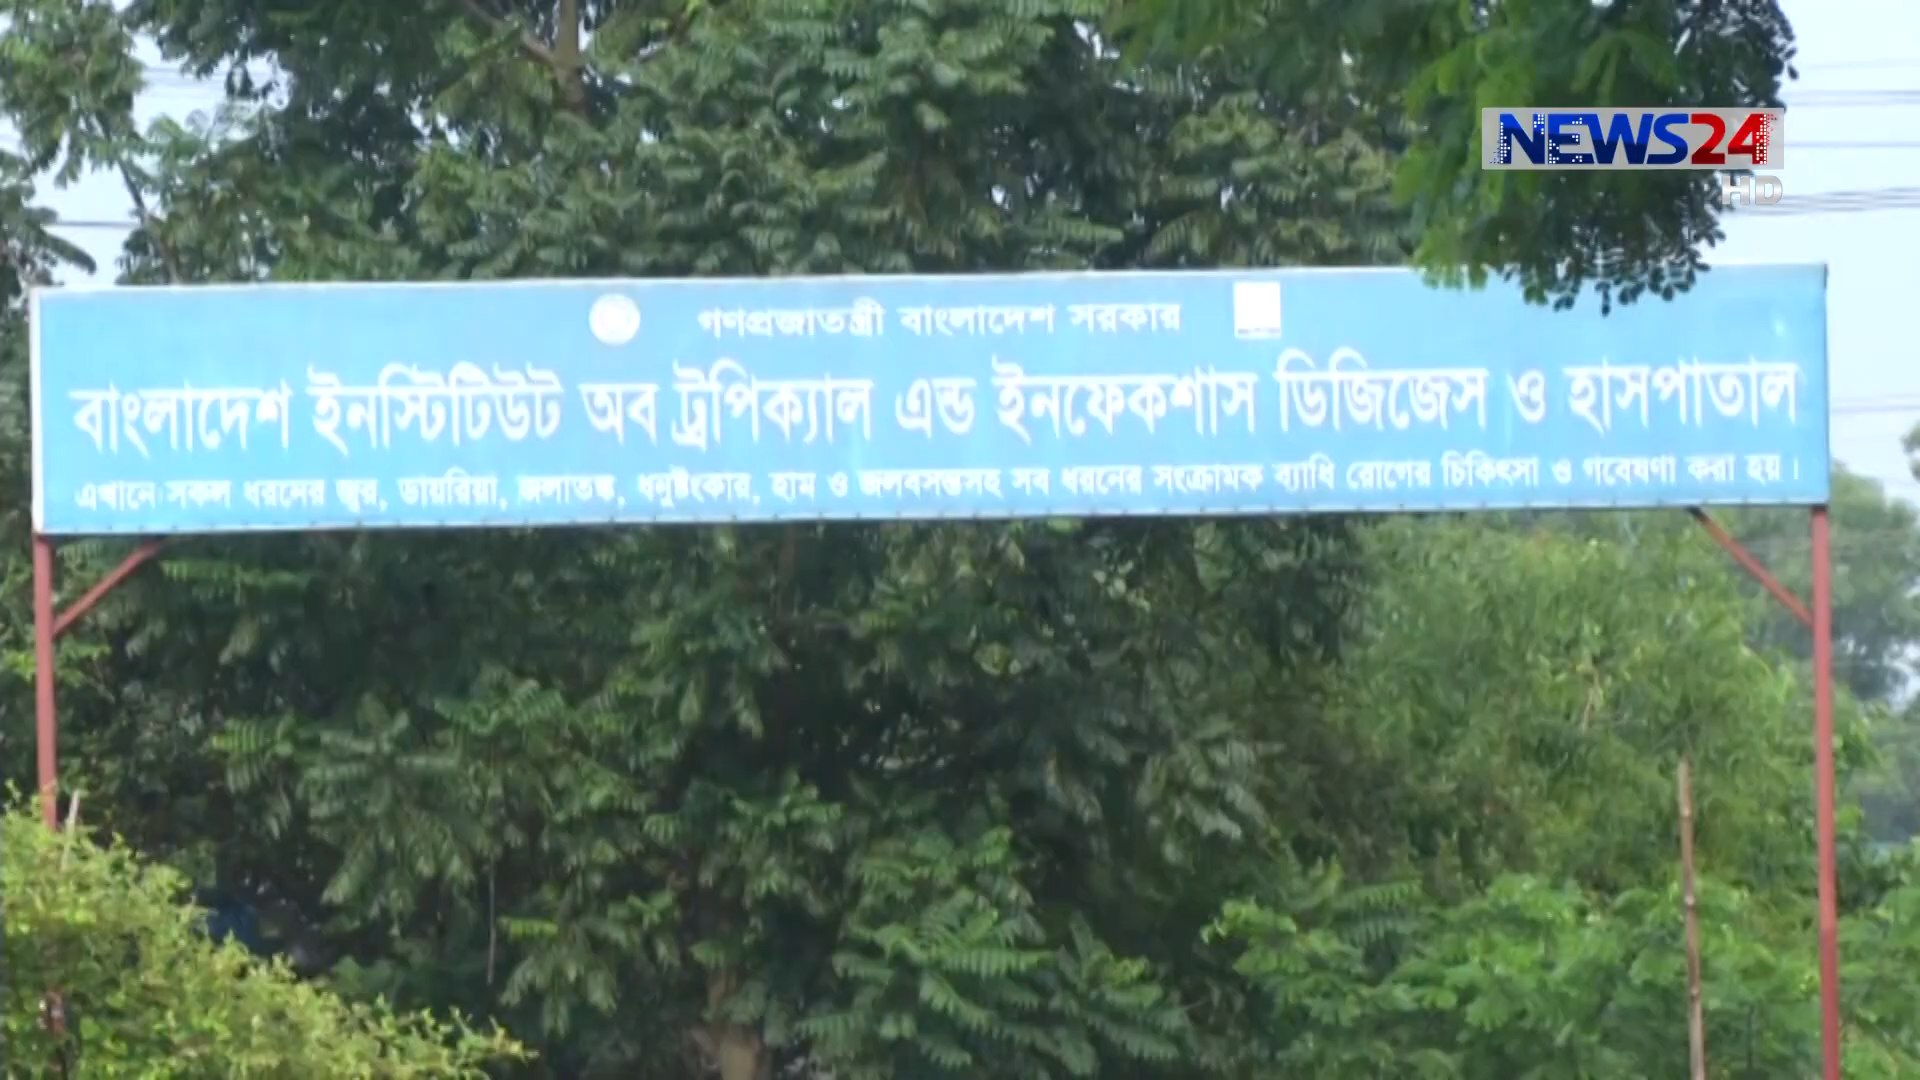 NEWS24
HD
গণপ্রজাতন্ত্রী বাংলাদেশ সরকার
বাংলাদেশ ইনস্টিটিউট অব ট্রপিক্যাল এন্ড ইনফেকশাস ডিজিজেস ও হাসপাতাল
এখানে সকল ধরনের জ্বর, ডায়রিয়া, জলাতঙ্ক, ধনুষ্টংকার, হাম ও জলবসন্তসহ সব ধরনের সংক্রামক ব্যাধি রোগের চিকিৎসা ও গবেষণা করা হয়।